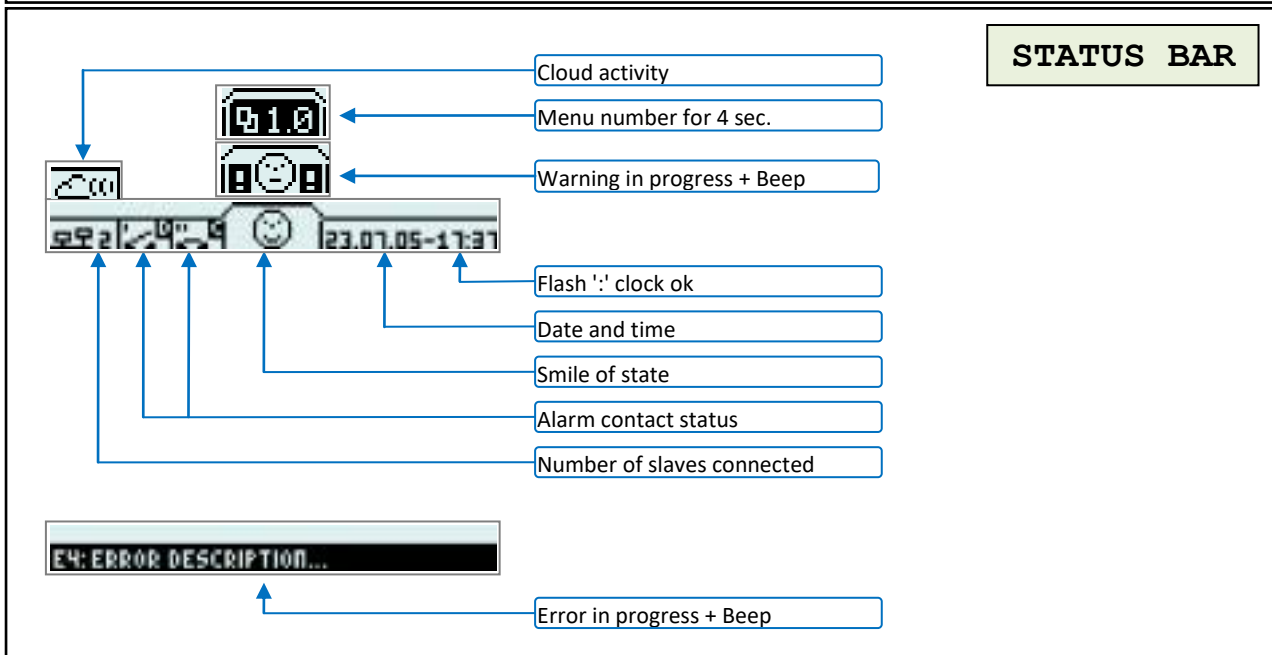 STATUS BAR
Cloud activity
Menu number for 4 sec.
1.0
Warning in progress + Beep
2
23.07.05-17:37
Flash ':' clock ok
Date and time
Smile of state
Alarm contact status
Number of slaves connected
E4: ERROR DESCRIPTION...
Error in progress + Beep